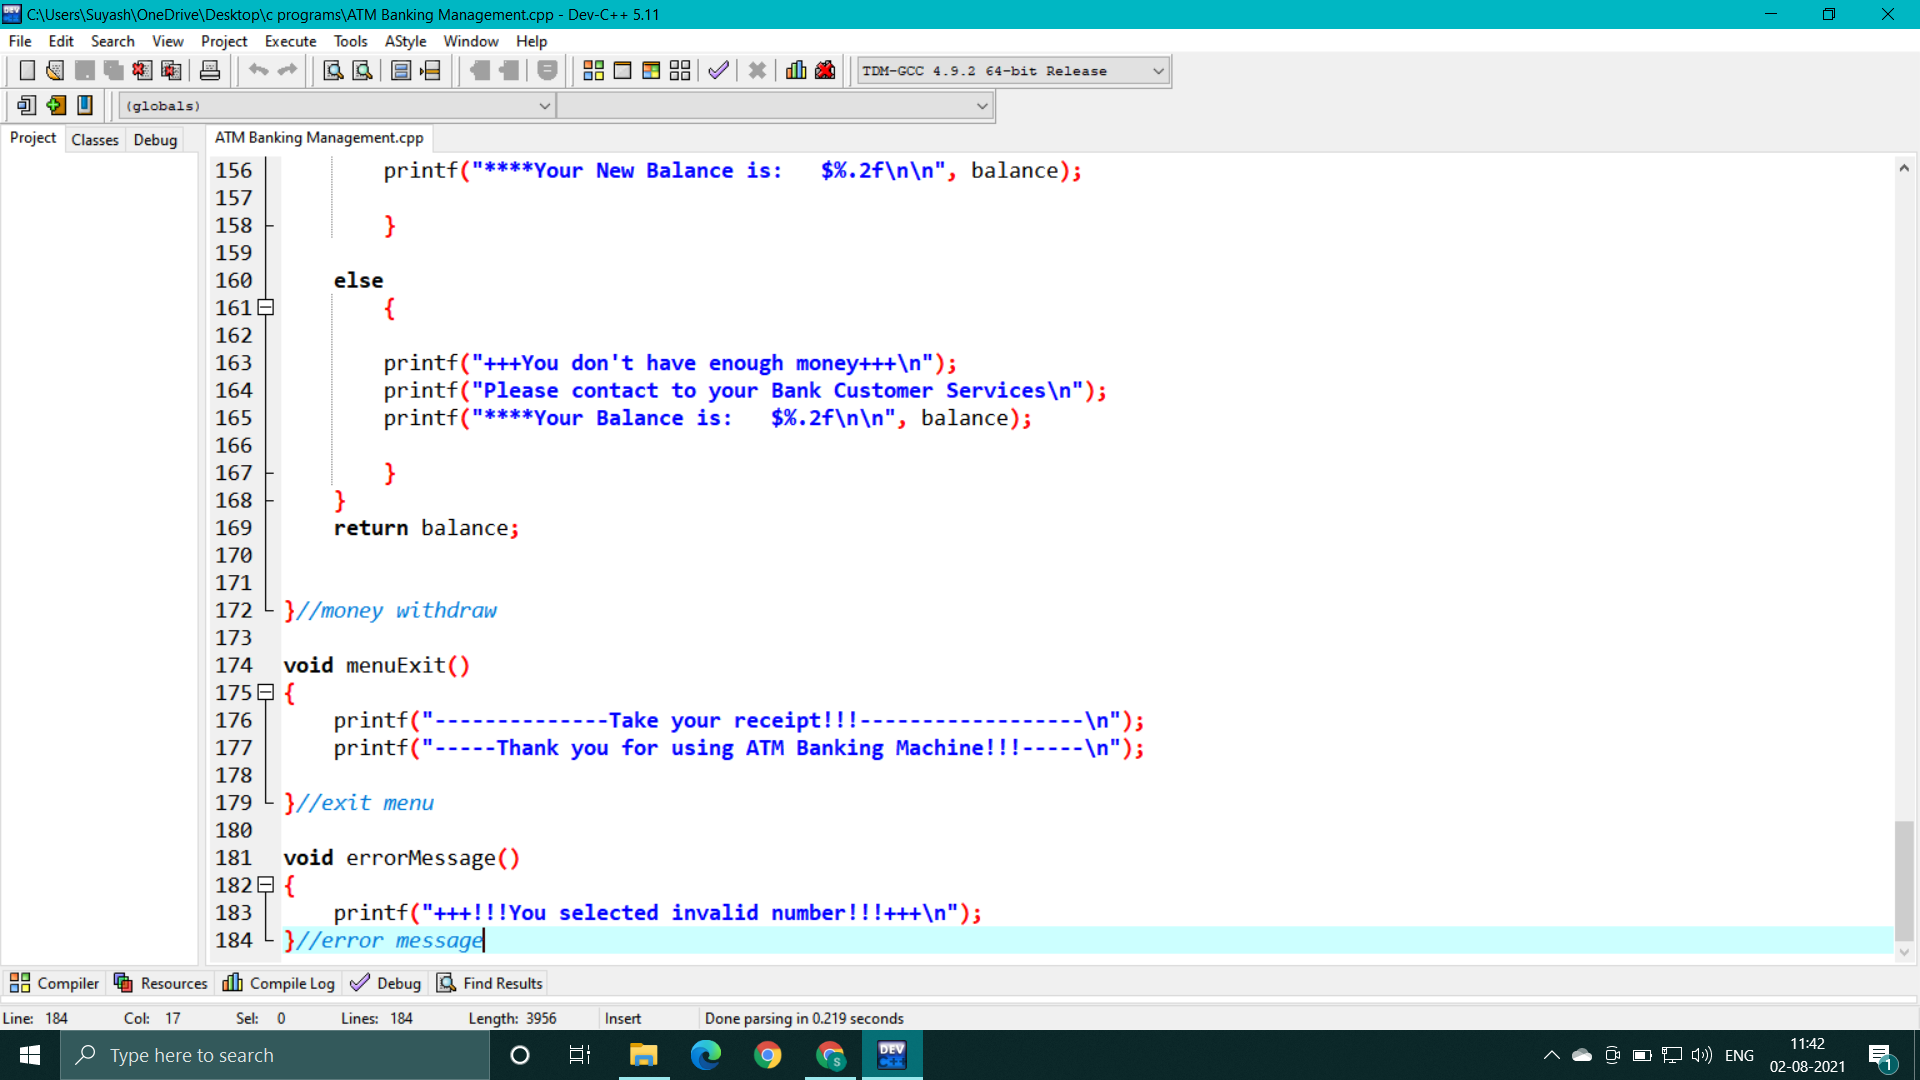 C:\Users\Suyash\OneDrive\Desktop\c programs\ATM Banking Management.cpp - Dev-C++ 5.11
File Edit Search View Project Execute Tools AStyle Window Help
TDM-GCC 4.9.2 64-bit Release
(globals)
Project Classes Debug ATM Banking Management.cpp
156 printf("****Your New Balance is:   $%.2f\n\n", balance);
157
158 }
159
160 else
161 {
162
163 printf("+++You don't have enough money+++\n");
164 printf("Please contact to your Bank Customer Services\n");
165 printf("****Your Balance is:   $%.2f\n\n", balance);
166
167 }
168 }
169 return balance;
170
171
172 }//money withdraw
173
174 void menuExit()
175 {
176 printf("--------------Take your receipt!!!------------------\n");
177 printf("-----Thank you for using ATM Banking Machine!!!-----\n");
178
179 }//exit menu
180
181 void errorMessage()
182 {
183 printf("+++!!!You selected invalid number!!!+++\n");
184 }//error message
Compiler Resources Compile Log Debug Find Results
Line: 184 Col: 17 Sel: 0 Lines: 184 Length: 3956 Insert Done parsing in 0.219 seconds
Type here to search
DEV C++
S
ENG
11:42
02-08-2021
1